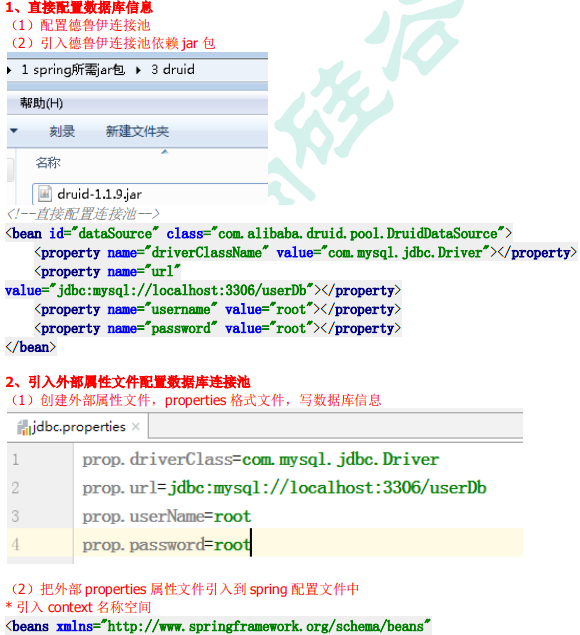 1、直接配置数据库信息
（1）配置德鲁伊连接池
（2）引入德鲁伊连接池依赖 jar 包
1 spring所需jar包 3 druid
帮助(H)
刻录 新建文件夹
名称
druid-1.1.9.jar
<!--直接配置连接池-->
<bean id="dataSource" class="com.alibaba.druid.pool.DruidDataSource">
<property name="driverClassName" value="com.mysql.jdbc.Driver"></property>
<property name="url"
value="jdbc:mysql://localhost:3306/userDb"></property>
<property name="username" value="root"></property>
<property name="password" value="root"></property>
</bean>
2、引入外部属性文件配置数据库连接池
（1）创建外部属性文件，properties 格式文件，写数据库信息
jdbc.properties ×
1 prop.driverClass=com.mysql.jdbc.Driver
2 prop.url=jdbc:mysql://localhost:3306/userDb
3 prop.userName=root
4 prop.password=root
（2）把外部 properties 属性文件引入到 spring 配置文件中
* 引入 context 名称空间
<beans xmlns="http://www.springframework.org/schema/beans"
硅谷